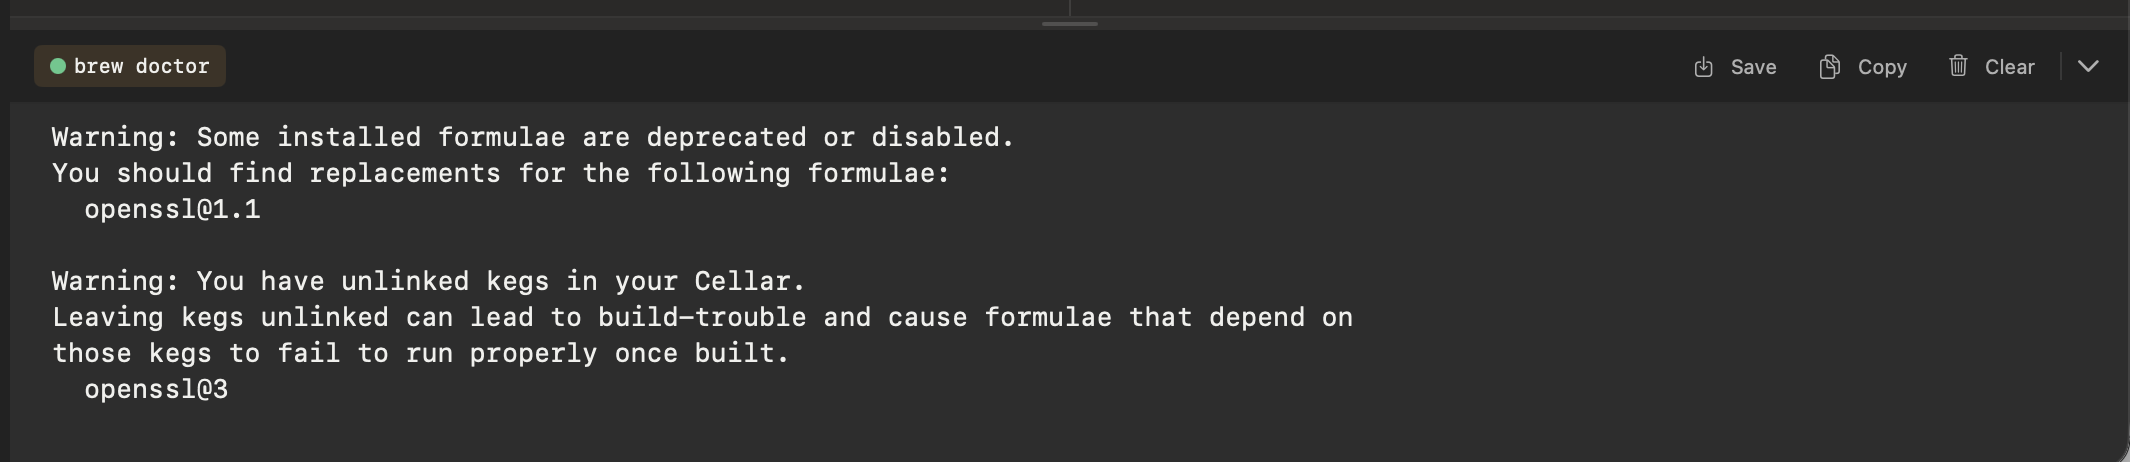 brew doctor
Save
Copy
Clear
Warning: Some installed formulae are deprecated or disabled.
You should find replacements for the following formulae:
  openssl@1.1

Warning: You have unlinked kegs in your Cellar.
Leaving kegs unlinked can lead to build-trouble and cause formulae that depend on
those kegs to fail to run properly once built.
  openssl@3